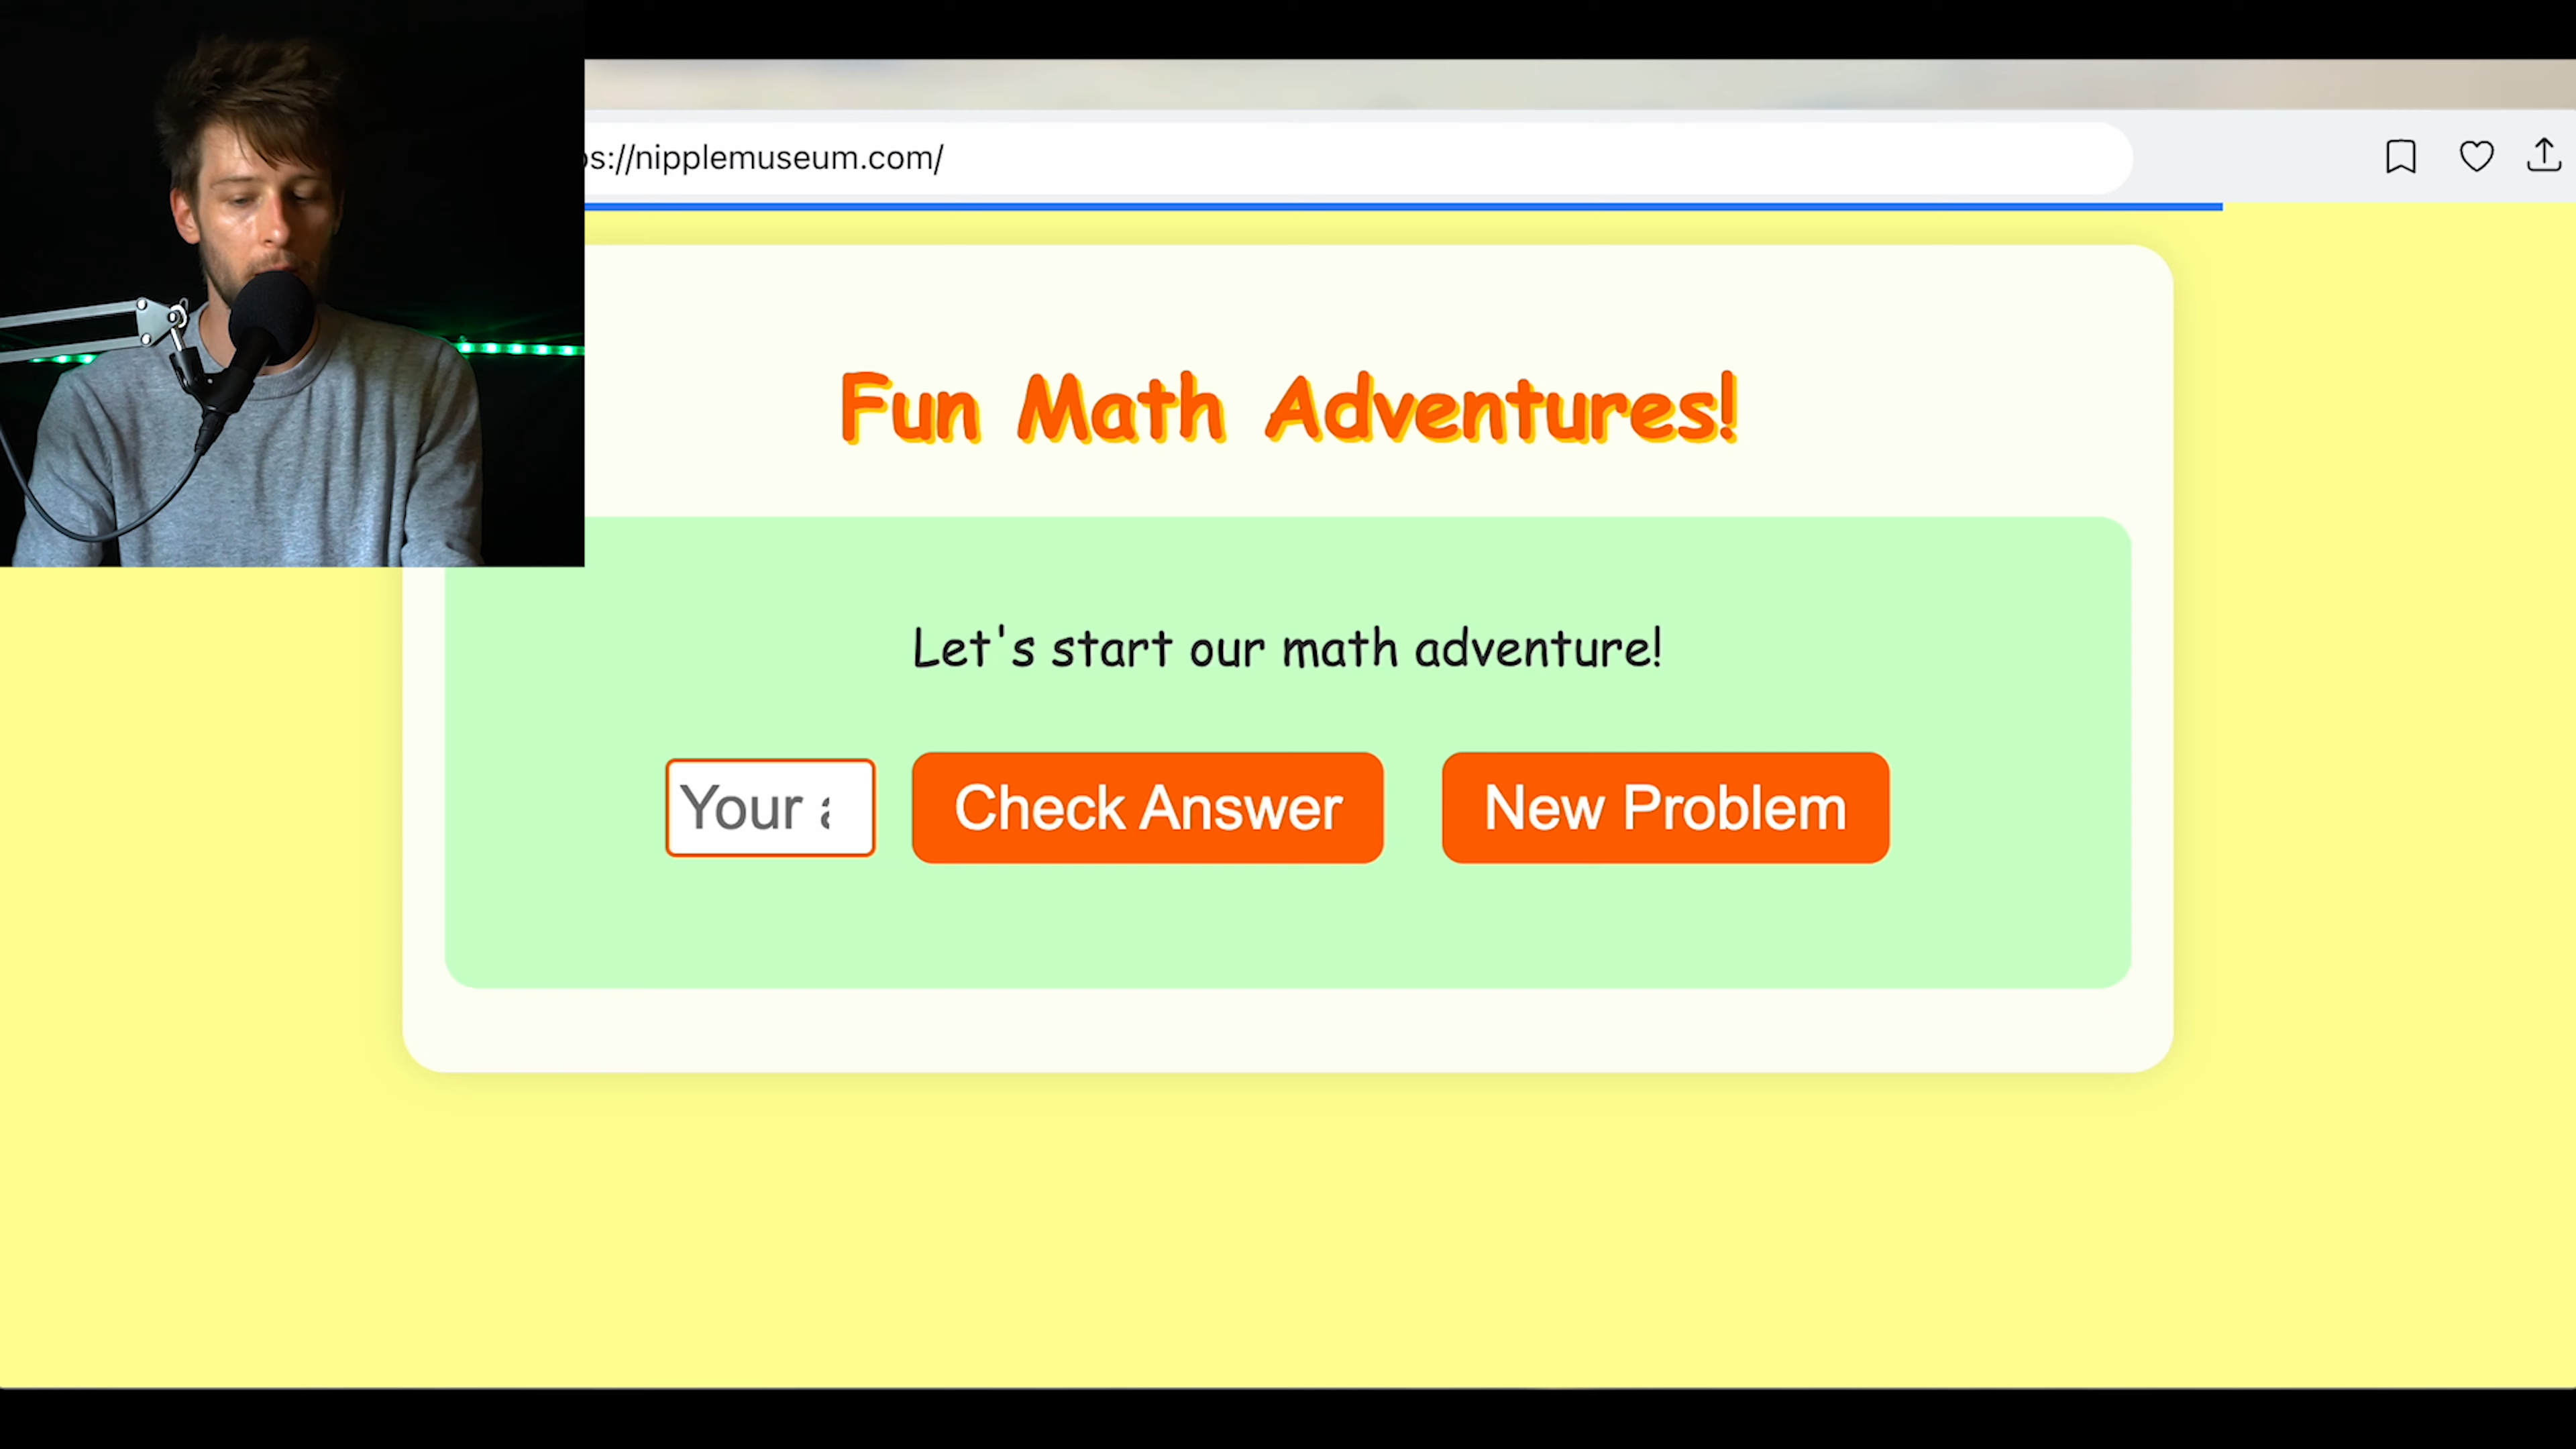 s://nipplemuseum.com/
Fun Math Adventures!
Let's start our math adventure!
Your
Check Answer
New Problem